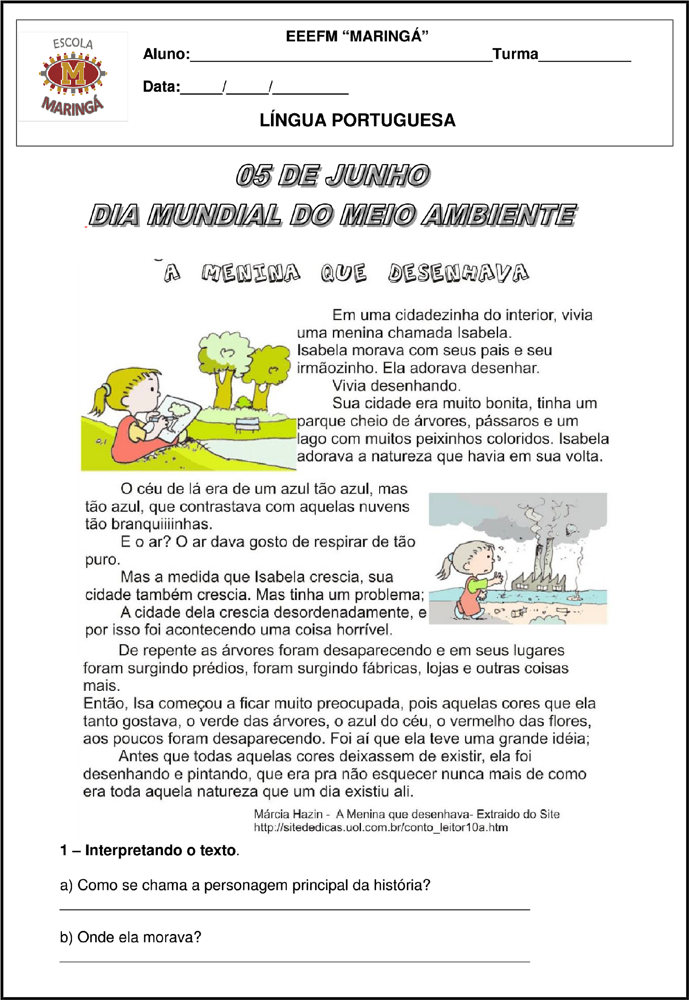 ESCOLA
M
MARINGÁ
EEEFM “MARINGÁ”
Aluno:___________________________________Turma___________
Data:_____/_____/_________
LÍNGUA PORTUGUESA
05 DE JUNHO
DIA MUNDIAL DO MEIO AMBIENTE
A MENINA QUE DESENHAVA
Em uma cidadezinha do interior, vivia
uma menina chamada Isabela.
Isabela morava com seus pais e seu
irmãozinho. Ela adorava desenhar.
Vivia desenhando.
Sua cidade era muito bonita, tinha um
parque cheio de árvores, pássaros e um
lago com muitos peixinhos coloridos. Isabela
adorava a natureza que havia em sua volta.
O céu de lá era de um azul tão azul, mas
tão azul, que contrastava com aquelas nuvens
tão branquiiiinhas.
E o ar? O ar dava gosto de respirar de tão
puro.
Mas a medida que Isabela crescia, sua
cidade também crescia. Mas tinha um problema;
A cidade dela crescia desordenadamente, e
por isso foi acontecendo uma coisa horrível.
De repente as árvores foram desaparecendo e em seus lugares
foram surgindo prédios, foram surgindo fábricas, lojas e outras coisas
mais.
Então, Isa começou a ficar muito preocupada, pois aquelas cores que ela
tanto gostava, o verde das árvores, o azul do céu, o vermelho das flores,
aos poucos foram desaparecendo. Foi aí que ela teve uma grande idéia;
Antes que todas aquelas cores deixassem de existir, ela foi
desenhando e pintando, que era pra não esquecer nunca mais de como
era toda aquela natureza que um dia existiu ali.
Márcia Hazin - A Menina que desenhava- Extraido do Site
http://sitededicas.uol.com.br/conto_leitor10a.htm
1 – Interpretando o texto.
a) Como se chama a personagem principal da história?
b) Onde ela morava?